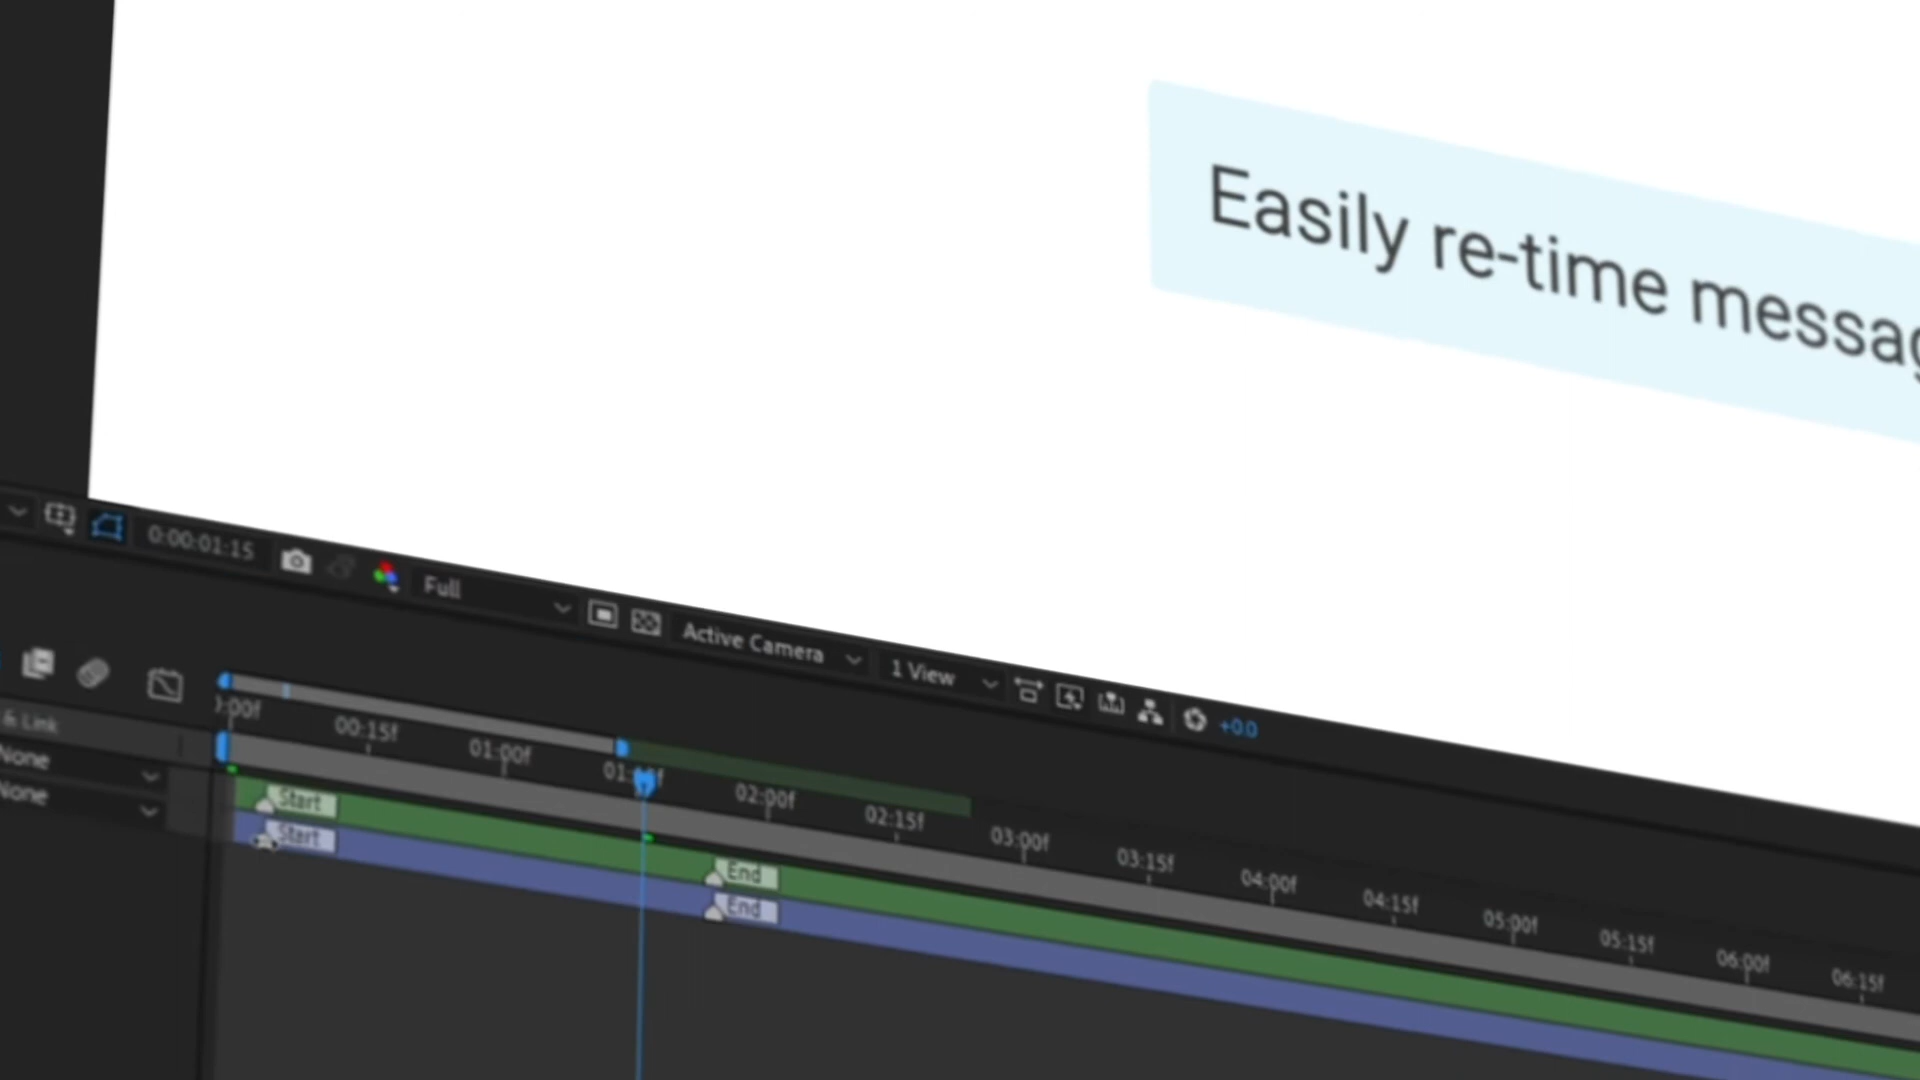 Easily re-time messag
0:00:01:15
Full
Active Camera
1 View
+0.0
:00f
00:15f
01:00f
02:00f
02:15f
03:00f
03:15f
04:00f
04:15f
05:00f
05:15f
06:00f
06:15f
& Link
None
None
Start
Start
End
End